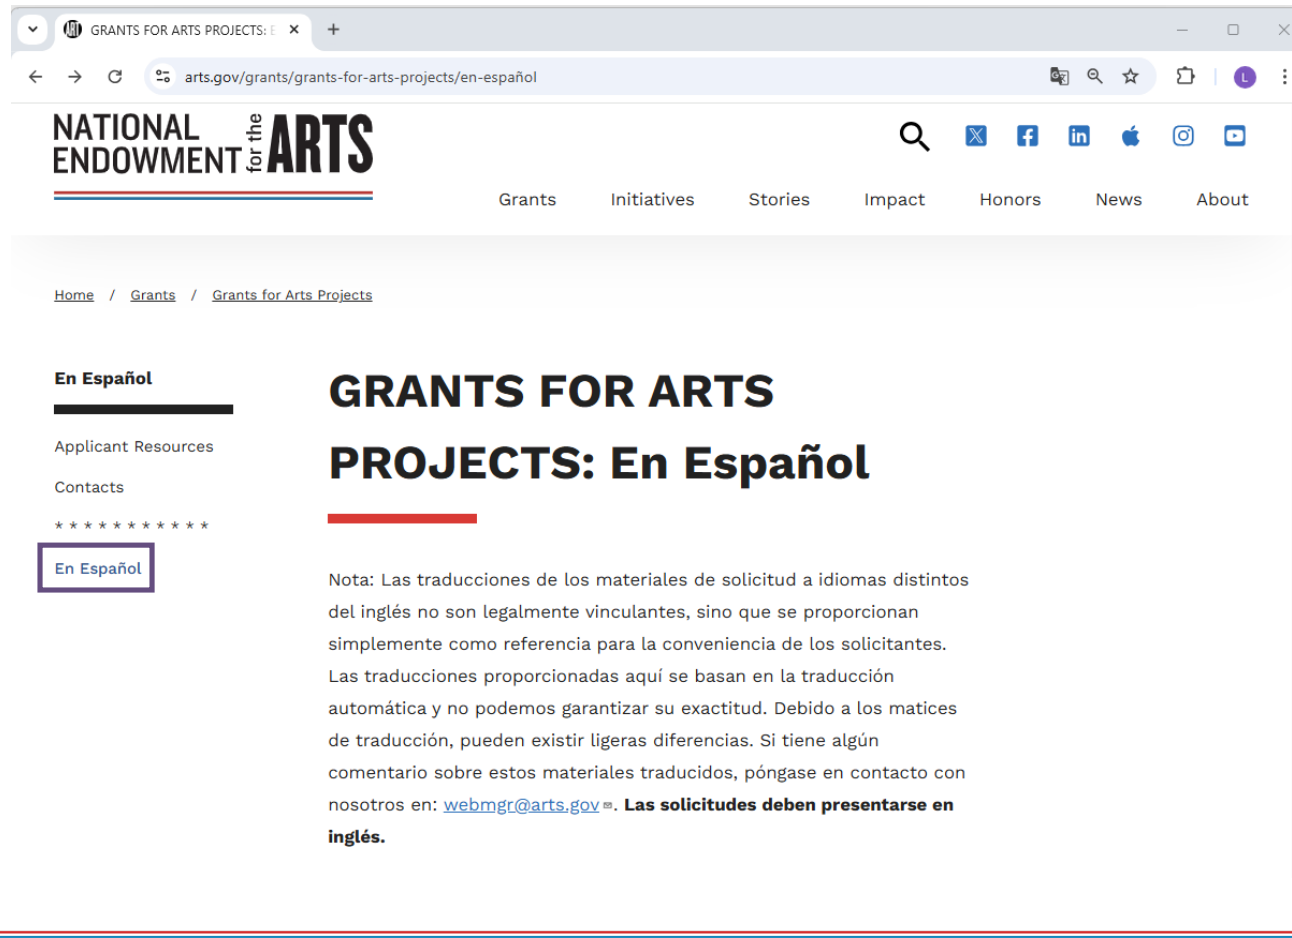 GRANTS FOR ARTS PROJECTS: E
arts.gov/grants/grants-for-arts-projects/en-español
L
NATIONAL ENDOWMENT for the ARTS
Grants Initiatives Stories Impact Honors News About
Home / Grants / Grants for Arts Projects
En Español
Applicant Resources
Contacts
* * * * * * * * * * *
En Español
GRANTS FOR ARTS
PROJECTS: En Español
Nota: Las traducciones de los materiales de solicitud a idiomas distintos
del inglés no son legalmente vinculantes, sino que se proporcionan
simplemente como referencia para la conveniencia de los solicitantes.
Las traducciones proporcionadas aquí se basan en la traducción
automática y no podemos garantizar su exactitud. Debido a los matices
de traducción, pueden existir ligeras diferencias. Si tiene algún
comentario sobre estos materiales traducidos, póngase en contacto con
nosotros en: webmgr@arts.gov. Las solicitudes deben presentarse en
inglés.